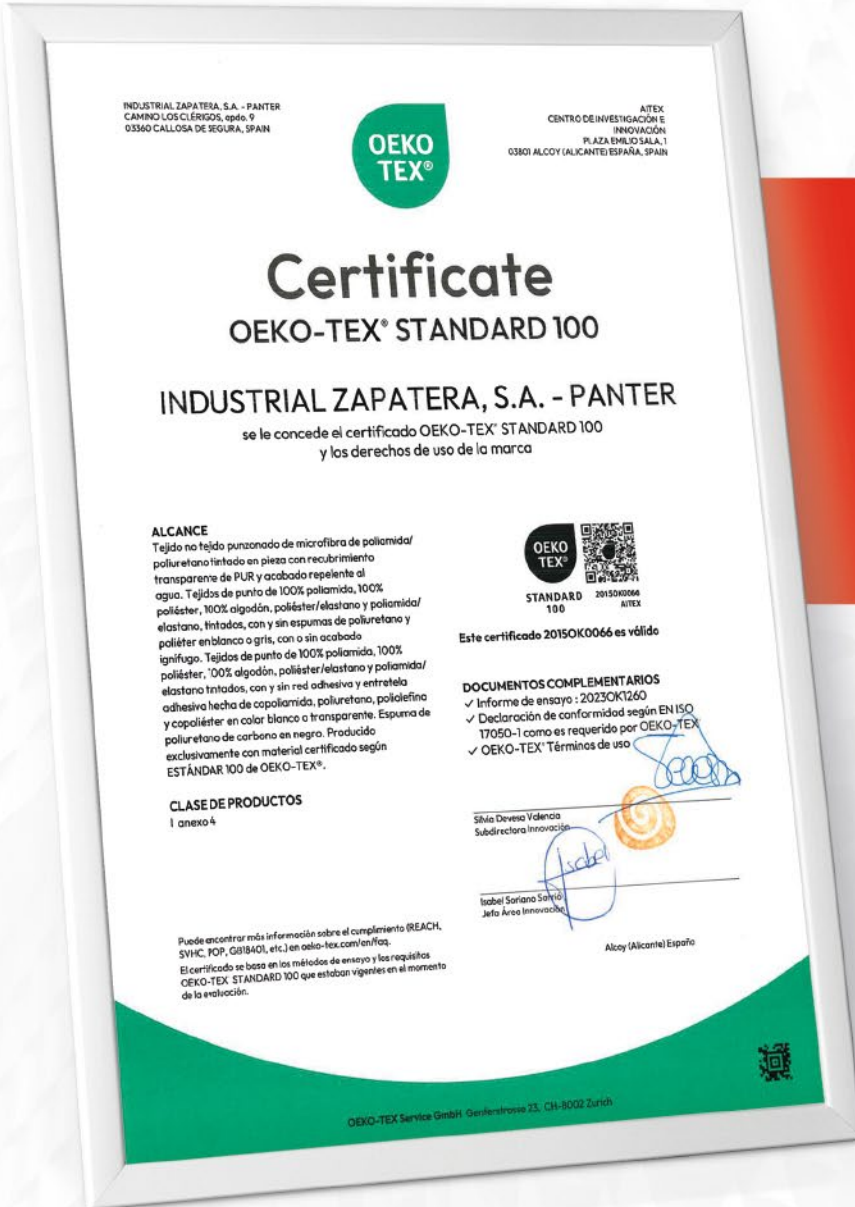 INDUSTRIAL ZAPATERA, S.A. - PANTER
CAMINO LOS CLÉRIGOS, apdo. 9
03360 CALLOSA DE SEGURA, SPAIN
OEKO
TEX®
AITEX
CENTRO DE INVESTIGACIÓN E
INNOVACIÓN
PLAZA EMILIO SALA, 1
03801 ALCOY (ALICANTE) ESPAÑA, SPAIN
Certificate
OEKO-TEX® STANDARD 100
INDUSTRIAL ZAPATERA, S.A. - PANTER
se le concede el certificado OEKO-TEX® STANDARD 100
y los derechos de uso de la marca
ALCANCE
Tejido no tejido punzonado de microfibra de poliamida/
poliuretano tintado en pieza con recubrimiento
transparente de PUR y acabado repelente al
agua. Tejidos de punto de 100% poliamida, 100%
poliéster, 100% algodón, poliéster/elastano y poliamida/
elastano, tintados, con y sin espumas de poliuretano y
poliéter en blanco o gris, con o sin acabado
ignífugo. Tejidos de punto de 100% poliamida, 100%
poliéster, 100% algodón, poliéster/elastano y poliamida/
elastano tntados, con y sin red adhesiva y entretela
adhesiva hecha de copoliamida, poliuretano, poliolefina
y copoliéster en color blanco o transparente. Espuma de
poliuretano de carbono en negro. Producido
exclusivamente con material certificado según
ESTÁNDAR 100 de OEKO-TEX®.
CLASE DE PRODUCTOS
1 anexo 4
OEKO
TEX®
STANDARD
100
2015OK0066
AITEX
Este certificado 2015OK0066 es válido
DOCUMENTOS COMPLEMENTARIOS
✓ Informe de ensayo : 2023OK1260
✓ Declaración de conformidad según EN ISO
17050-1 como es requerido por OEKO-TEX
✓ OEKO-TEX® Términos de uso
Silvia Devesa Valencia
Subdirectora Innovación
Isabel
Isabel Soriano Sarrió
Jefa Área Innovación
Alcoy (Alicante) España
Puede encontrar más información sobre el cumplimiento (REACH,
SVHC, POP, GB18401, etc.) en oeko-tex.com/en/faq.
El certificado se basa en los métodos de ensayo y los requisitos
OEKO-TEX STANDARD 100 que estaban vigentes en el momento
de la evaluación.
OEKO-TEX Service GmbH Genferstrasse 23, CH-8002 Zurich